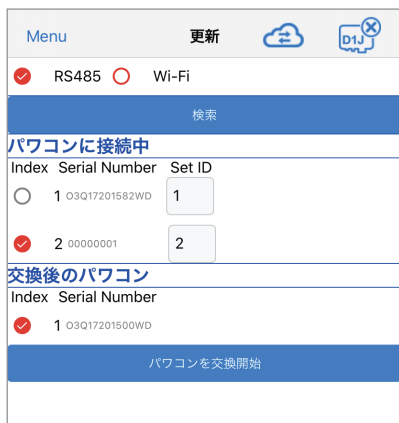 Menu 更新 D1J
RS485 Wi-Fi
検索
パワコンに接続中
Index Serial Number Set ID
1 O3Q17201582WD 1
2 00000001 2
交換後のパワコン
Index Serial Number
1 O3Q17201500WD
パワコンを交換開始